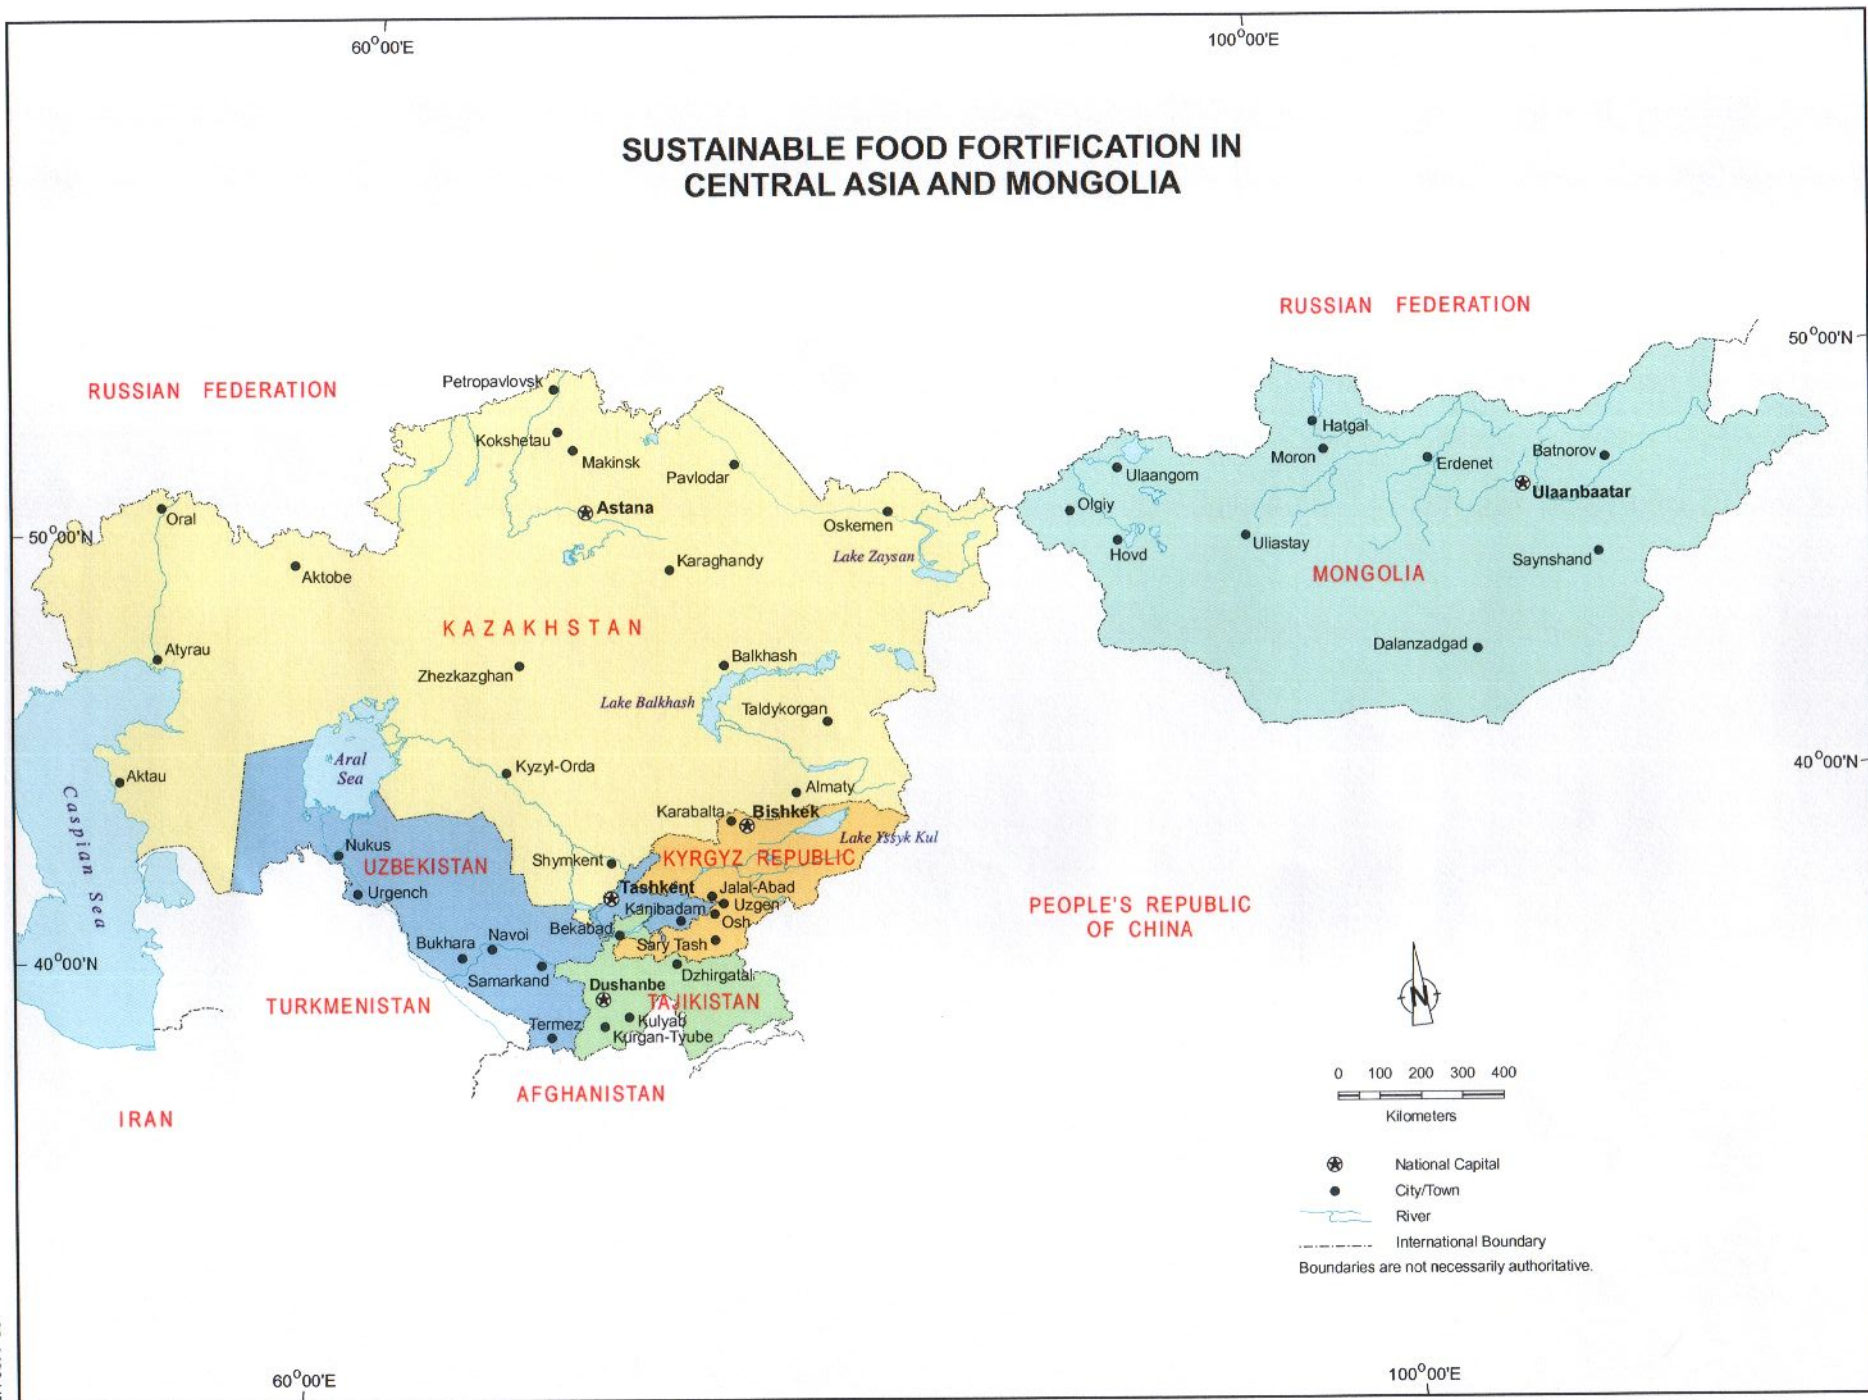 60°00'E
100°00'E
SUSTAINABLE FOOD FORTIFICATION IN
CENTRAL ASIA AND MONGOLIA
RUSSIAN FEDERATION
50°00'N
RUSSIAN FEDERATION
Petropavlovsk
Kokshetau
Makinsk
Pavlodar
Astana
Oral
50°00'N
Aktobe
Karaghandy
Oskemen
Lake Zaysan
KAZAKHSTAN
Atyrau
Zhezkazghan
Balkhash
Lake Balkhash
Taldykorgan
Aral
Sea
Aktau
Kyzyl-Orda
Almaty
Caspian Sea
Karabalta
Bishkek
Lake Yssyk Kul
Nukus
UZBEKISTAN
Shymkent
KYRGYZ REPUBLIC
Urgench
Tashkent
Jalal-Abad
Kanibadam
Uzgen
Osh
Bekabad
Sary Tash
Bukhara
Navoi
Samarkand
40°00'N
Dzhirgatal
Dushanbe
TAJIKISTAN
TURKMENISTAN
Kulyab
Termez
Kurgan-Tyube
AFGHANISTAN
IRAN
Hatgal
Moron
Erdenet
Batnorov
Ulaanbaatar
Ulaangom
Olgiy
Hovd
Uliastay
Saynshand
MONGOLIA
Dalanzadgad
40°00'N
PEOPLE'S REPUBLIC
OF CHINA
N
0 100 200 300 400
Kilometers
National Capital
City/Town
River
International Boundary
Boundaries are not necessarily authoritative.
60°00'E
100°00'E